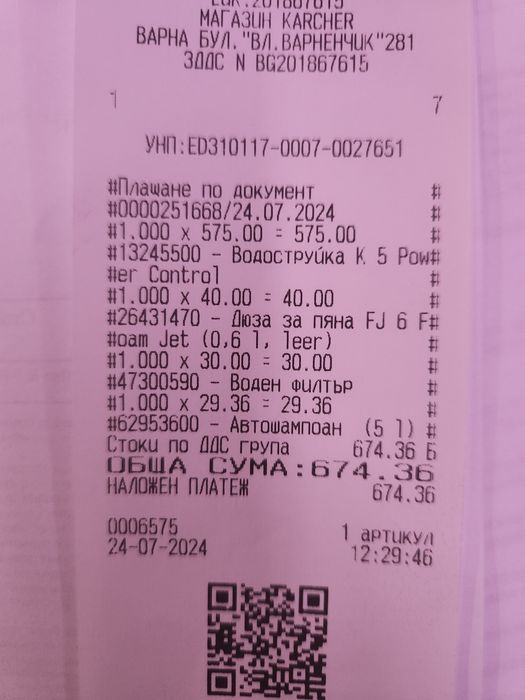 ЕИК:201867615
МАГАЗИН KARCHER
ВАРНА БУЛ."ВЛ.ВАРНЕНЧИК"281
ЗДДС N BG201867615
1 7
УНП:ED310117-0007-0027651
#Плащане по документ #
#0000251668/24.07.2024 #
#1.000 x 575.00 = 575.00 #
#13245500 - Водоструйка K 5 Pow#
#er Control #
#1.000 x 40.00 = 40.00 #
#26431470 - Дюза за пяна FJ 6 F#
#oam Jet (0,6 l, leer) #
#1.000 x 30.00 = 30.00 #
#47300590 - Воден филтър #
#1.000 x 29.36 = 29.36 #
#62953600 - Автошампоан (5 l) #
Стоки по ДДС група 674.36 Б
ОБЩА СУМА:674.36
НАЛОЖЕН ПЛАТЕЖ 674.36
0006575 1 артикул
24-07-2024 12:29:46